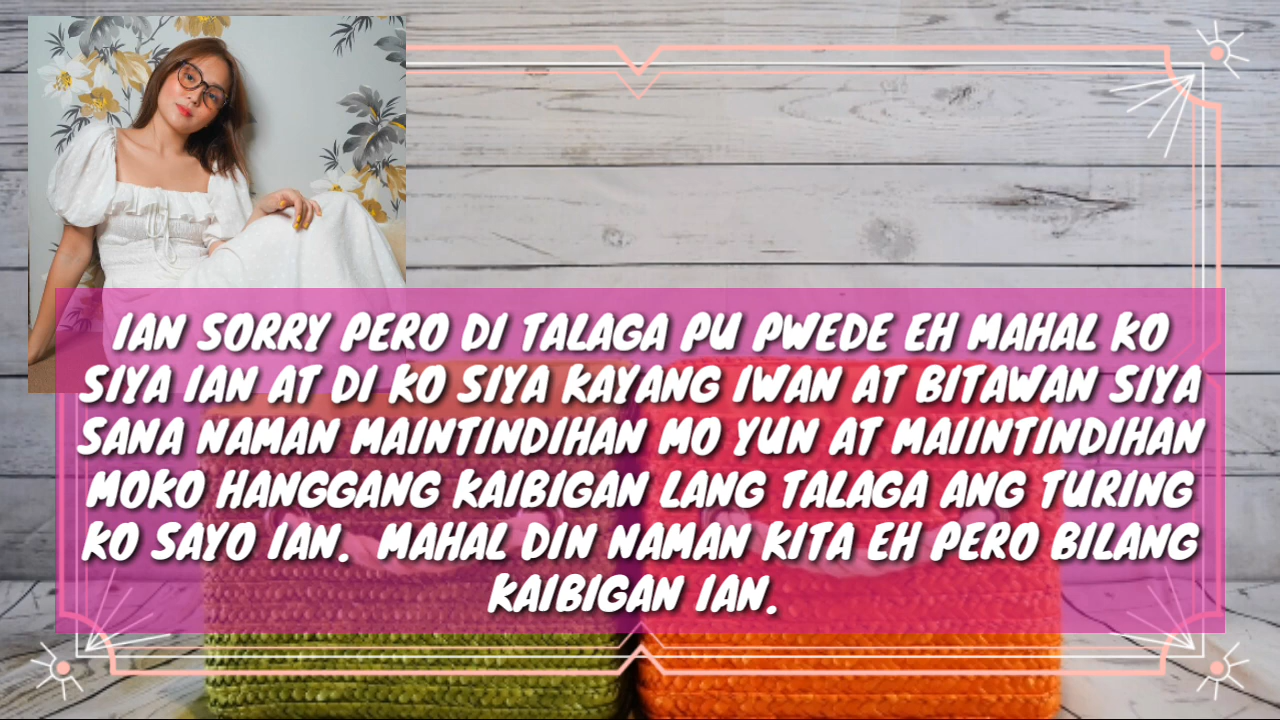 IAN SORRY PERO DI TALAGA PU PWEDE EH MAHAL KO
SIYA IAN AT DI KO SIYA KAYANG IWAN AT BITAWAN SIYA
SANA NAMAN MAINTINDIHAN MO YUN AT MAIINTINDIHAN
MOKO HANGGANG KAIBIGAN LANG TALAGA ANG TURING
KO SAYO IAN. MAHAL DIN NAMAN KITA EH PERO BILANG
KAIBIGAN IAN.